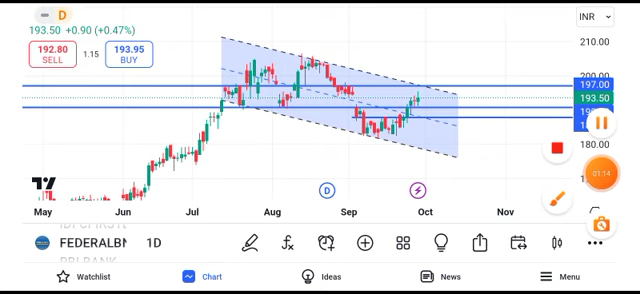 D
INR
193.50 +0.90 (+0.47%)
192.80
SELL
1.15
193.95
BUY
210.00
200.00
197.00
193.50
180.00
01:14
D
May Jun Jul Aug Sep Oct Nov
FEDERALBN 1D
Watchlist Chart Ideas News Menu